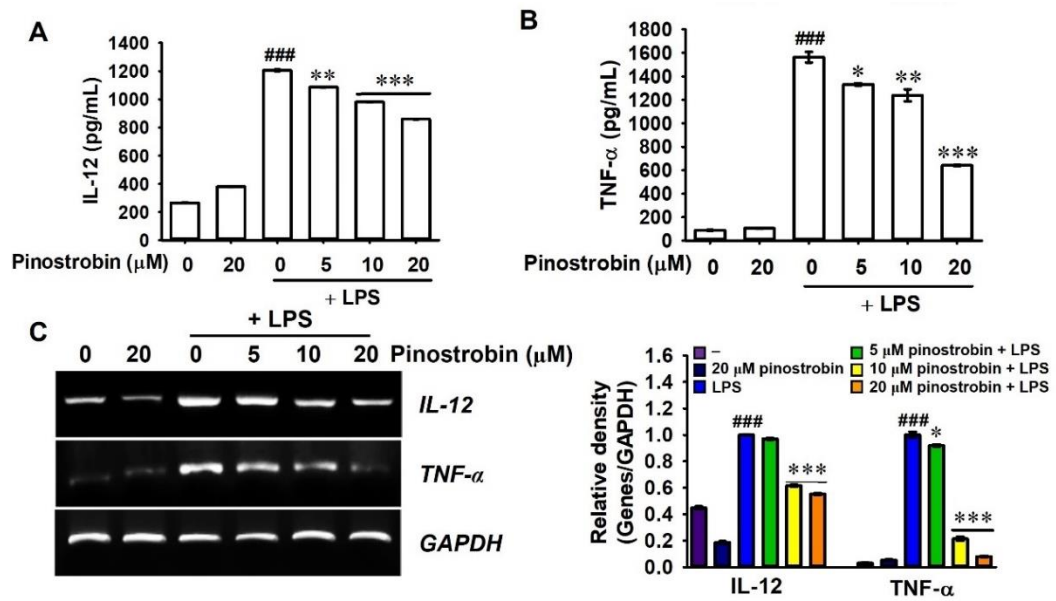 A
IL-12 (pg/mL)
1400
1200
1000
800
600
400
200
0
###
**
***
Pinostrobin (μM)
0 20 0 5 10 20
+ LPS
B
TNF-α (pg/mL)
1800
1600
1400
1200
1000
800
600
400
200
0
###
*
**
***
Pinostrobin (μM)
0 20 0 5 10 20
+ LPS
C
+ LPS
0 20 0 5 10 20 Pinostrobin (μM)
IL-12
TNF-α
GAPDH
Relative density
(Genes/GAPDH)
1.6
1.4
1.2
1.0
0.8
0.6
0.4
0.2
0.0
–
20 μM pinostrobin
LPS
5 μM pinostrobin + LPS
10 μM pinostrobin + LPS
20 μM pinostrobin + LPS
###
***
###
*
***
IL-12
TNF-α